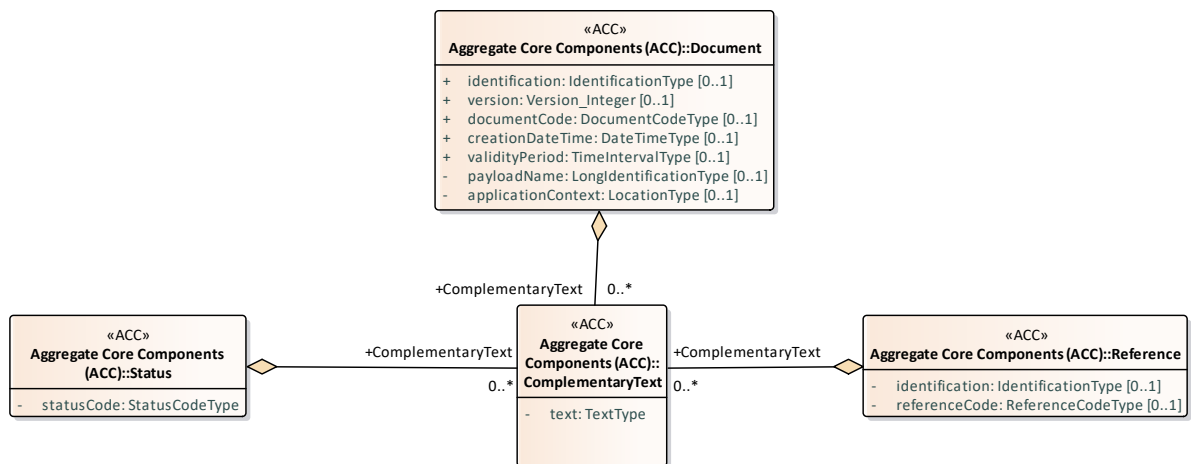 «ACC»
Aggregate Core Components (ACC)::Document
+ identification: IdentificationType [0..1]
+ version: Version_Integer [0..1]
+ documentCode: DocumentCodeType [0..1]
+ creationDateTime: DateTimeType [0..1]
+ validityPeriod: TimeIntervalType [0..1]
- payloadName: LongIdentificationType [0..1]
- applicationContext: LocationType [0..1]
+ComplementaryText 0..*
«ACC»
Aggregate Core Components
(ACC)::Status
- statusCode: StatusCodeType
+ComplementaryText
0..*
«ACC»
Aggregate Core
Components (ACC)::
ComplementaryText
- text: TextType
+ComplementaryText
0..*
«ACC»
Aggregate Core Components (ACC)::Reference
- identification: IdentificationType [0..1]
- referenceCode: ReferenceCodeType [0..1]